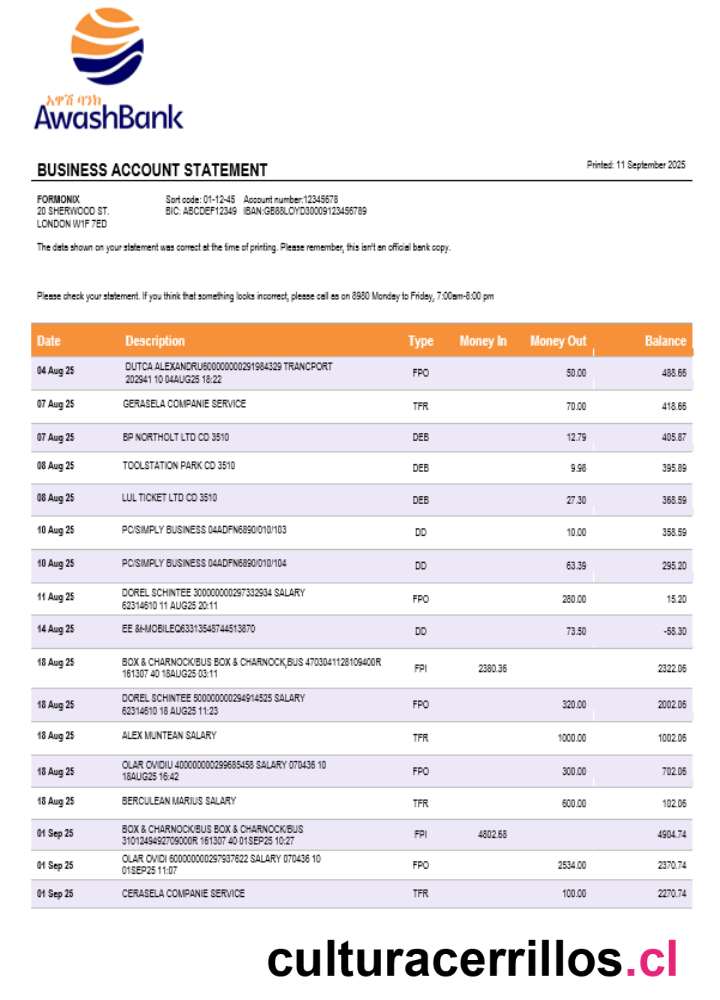 አዋሽ ባንክ
AwashBank
BUSINESS ACCOUNT STATEMENT
Printed: 11 September 2025
FORMONIX
20 SHERWOOD ST.
LONDON W1F 7ED
Sort code: 01-12-45 Account number:12345678
BIC: ABCDEF12349 IBAN:GB88LOYD30009123456789
The data shown on your statement was correct at the time of printing. Please remember, this isn't an official bank copy.
Please check your statement. If you think that something looks incorrect, please call as on 8980 Monday to Friday, 7:00am-8:00 pm
Date Description Type Money In Money Out Balance
04 Aug 25 DUTCA ALEXANDRU600000000291984329 TRANCPORT
202941 10 04AUG25 18:22 FPO 50.00 488.66
07 Aug 25 GERASELA COMPANIE SERVICE TFR 70.00 418.66
07 Aug 25 BP NORTHOLT LTD CD 3510 DEB 12.79 405.87
08 Aug 25 TOOLSTATION PARK CD 3510 DEB 9.98 395.89
08 Aug 25 LUL TICKET LTD CD 3510 DEB 27.30 368.59
10 Aug 25 PC/SIMPLY BUSINESS 04ADFN6890/010/103 DD 10.00 358.59
10 Aug 25 PC/SIMPLY BUSINESS 04ADFN6890/010/104 DD 63.39 295.20
11 Aug 25 DOREL SCHINTEE 300000000297332934 SALARY
62314610 11 AUG25 20:11 FPO 280.00 15.20
14 Aug 25 EE &I-MOBILEQ63313548744513870 DD 73.50 -58.30
18 Aug 25 BOX & CHARNOCK/BUS BOX & CHARNOCK,BUS 4703041128109400R
161307 40 18AUG25 03:11 FPI 2380.36 2322.06
18 Aug 25 DOREL SCHINTEE 500000000294914525 SALARY
62314610 18 AUG25 11:23 FPO 320.00 2002.06
18 Aug 25 ALEX MUNTEAN SALARY TFR 1000.00 1002.06
18 Aug 25 OLAR OVIDIU 400000000299685458 SALARY 070436 10
18AUG25 16:42 FPO 300.00 702.06
18 Aug 25 BERCULEAN MARIUS SALARY TFR 600.00 102.06
01 Sep 25 BOX & CHARNOCK/BUS BOX & CHARNOCK/BUS
3101249492709000R 161307 40 01SEP25 10:27 FPI 4802.68 4904.74
01 Sep 25 OLAR OVIDI 600000000297937622 SALARY 070436 10
01SEP25 11:07 FPO 2534.00 2370.74
01 Sep 25 CERASELA COMPANIE SERVICE TFR 100.00 2270.74
culturacerrillos.cl